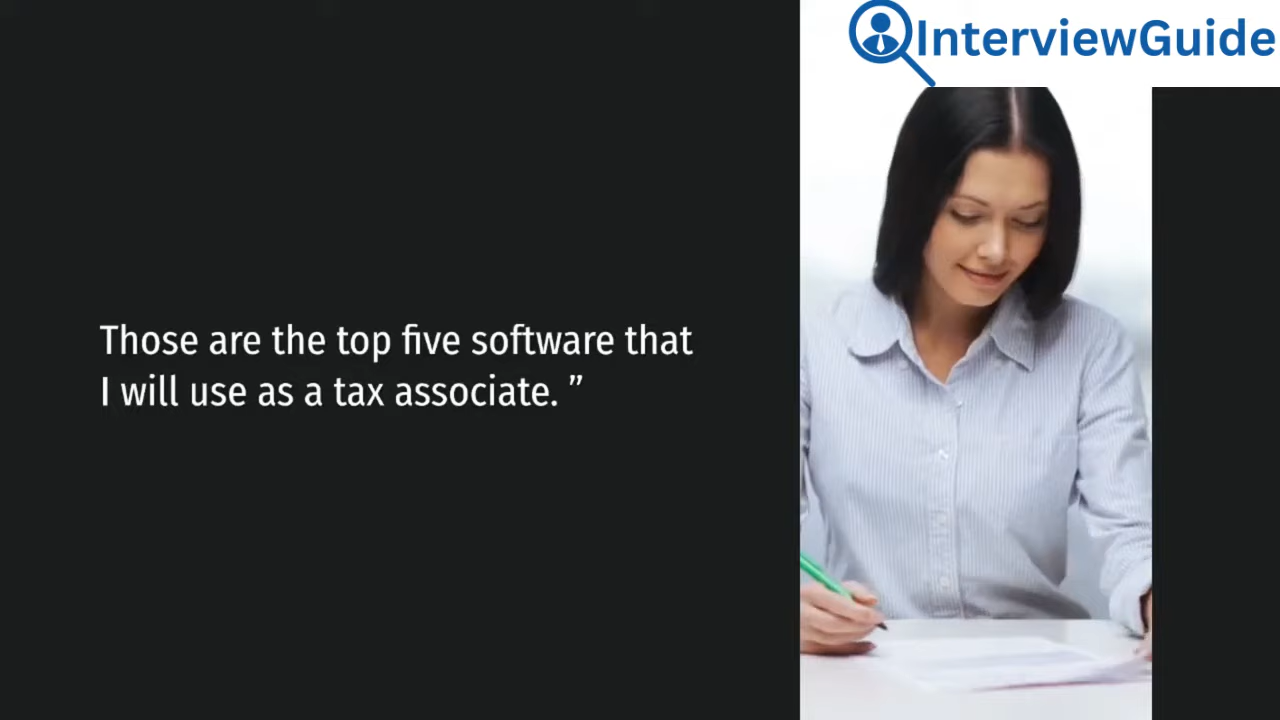 InterviewGuide
Those are the top five software that
I will use as a tax associate. ”